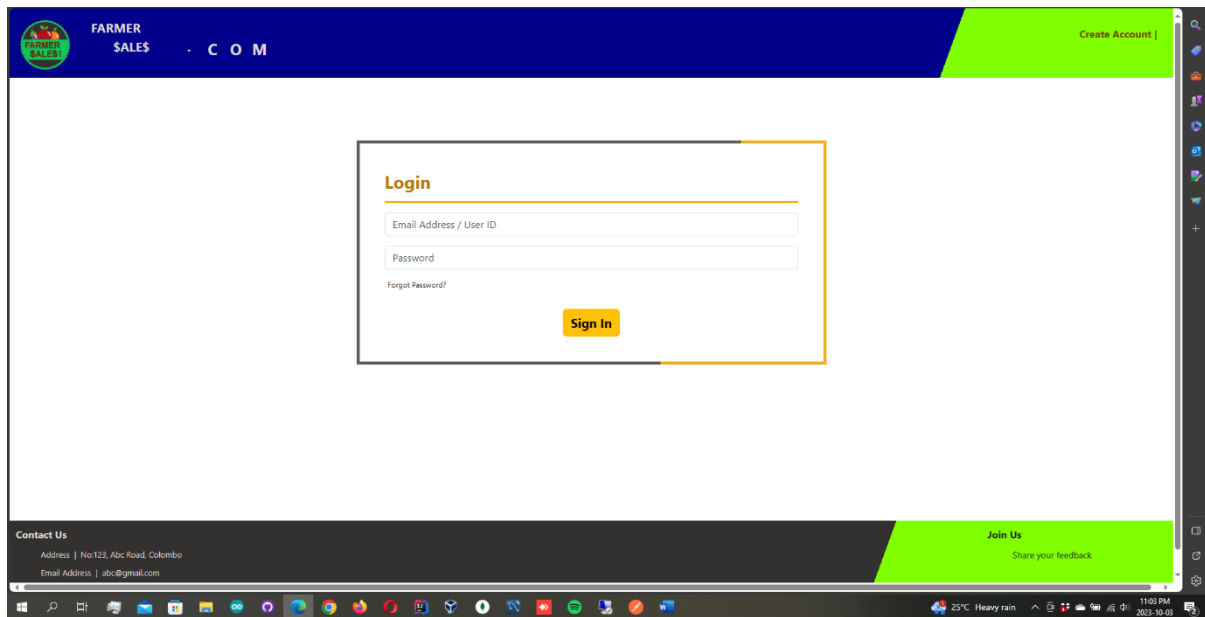 FARMER
SALES!
FARMER
$ALE$ . C O M
Create Account |
Login
Email Address / User ID
Password
Forgot Password?
Sign In
Contact Us
Address | No:123, Abc Road, Colombo
Email Address | abc@gmail.com
Join Us
Share your feedback
25°C Heavy rain
11:03 PM
2023-10-03